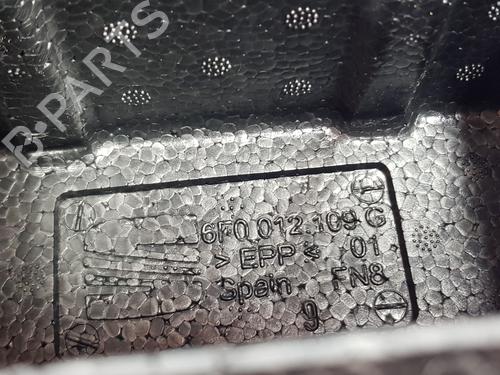 B-PARTS
6F0.012.109 G
>EPP< 01
Spain FN8
g